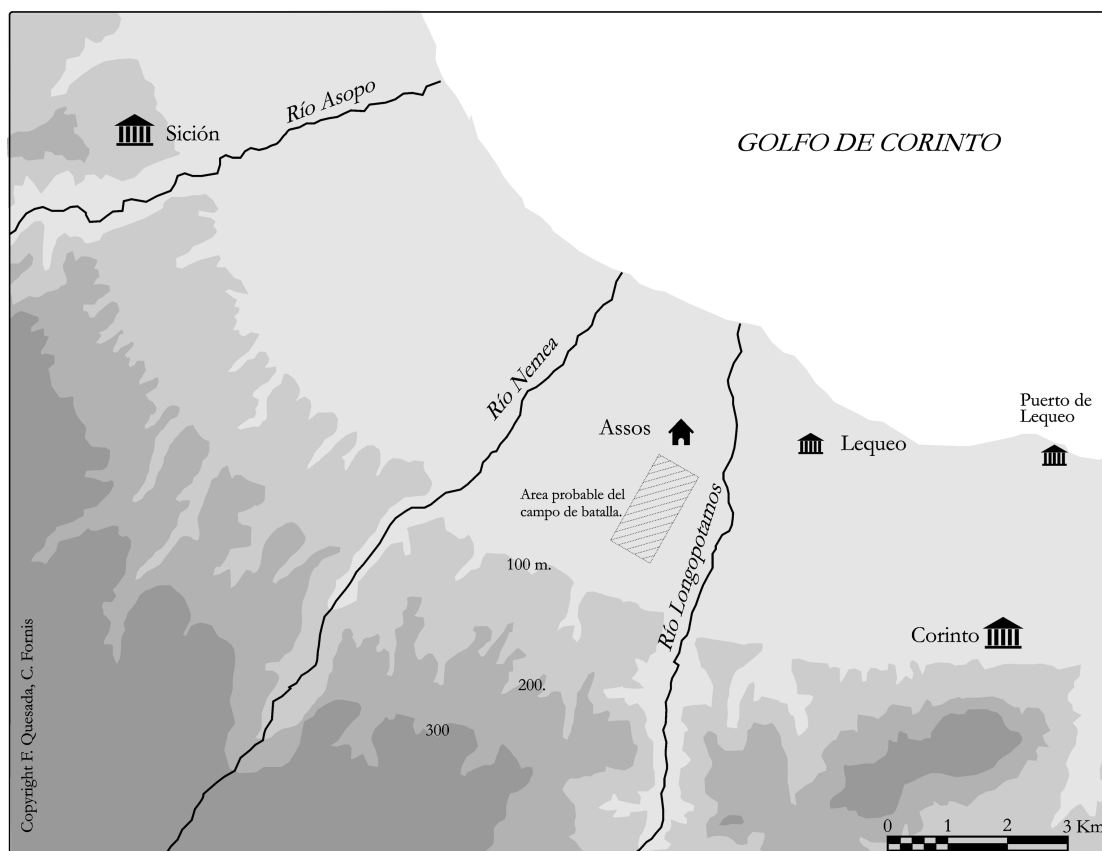 Río Asopo
Sición
GOLFO DE CORINTO
Río Nemea
Puerto de
Lequeo
Assos
Lequeo
Area probable del
campo de batalla.
Río Longopotamos
100 m.
Corinto
200.
300
Copyright F. Quesada, C. Fornis
0 1 2 3 Km